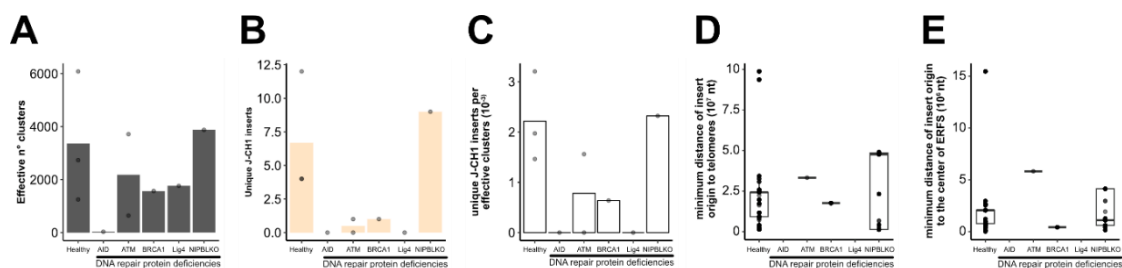 A
Effective n° clusters
6000
4000
2000
0
Healthy AID ATM BRCA1 Lig4 NIPBLKO
DNA repair protein deficiencies
B
Unique J-CH1 inserts
12.5
10.0
7.5
5.0
2.5
0.0
Healthy AID ATM BRCA1 Lig4 NIPBLKO
DNA repair protein deficiencies
C
unique J-CH1 inserts per
effective clusters (10⁻³)
3
2
1
0
Healthy AID ATM BRCA1 Lig4 NIPBLKO
DNA repair protein deficiencies
D
minimum distance of insert
origin to telomeres (10⁷ nt)
10
7.5
5.0
2.5
0.0
Healthy AID ATM BRCA1 Lig4 NIPBLKO
DNA repair protein deficiencies
E
minimum distance of insert origin
to the center of ERFS (10⁶ nt)
15
10
5
0
Healthy AID ATM BRCA1 Lig4 NIPBLKO
DNA repair protein deficiencies